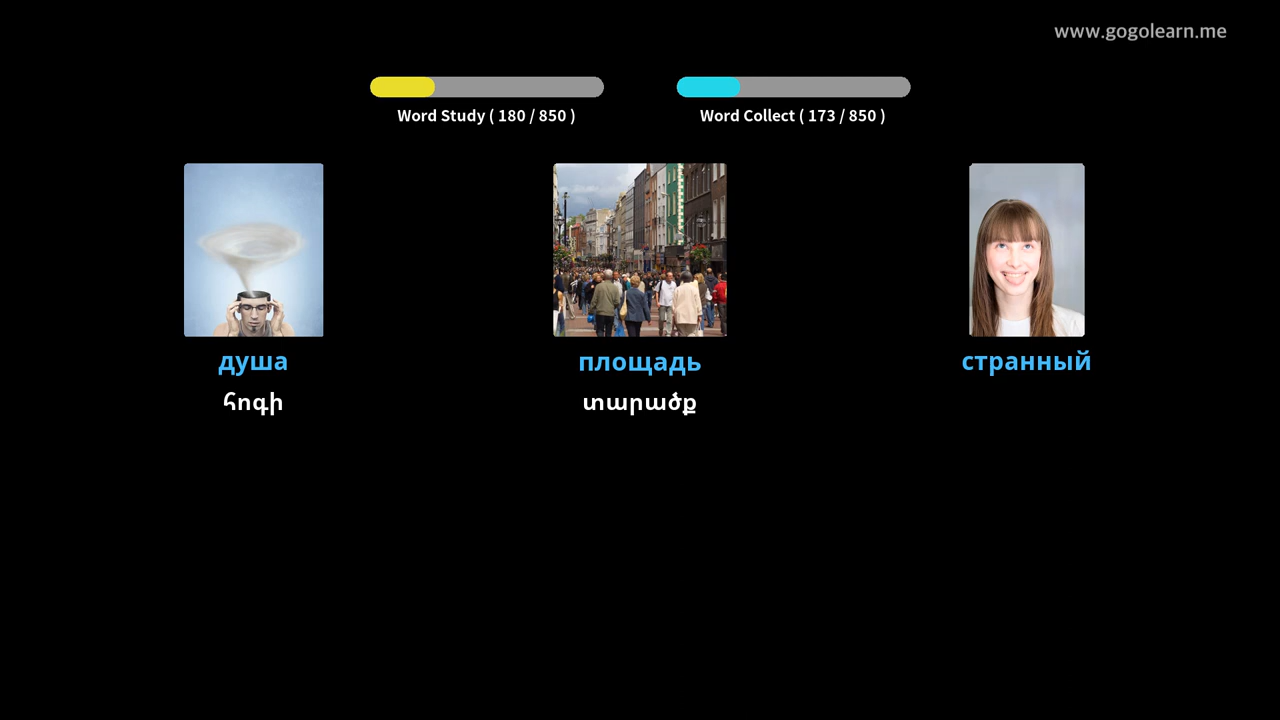 www.gogolearn.me
Word Study ( 180 / 850 )
Word Collect ( 173 / 850 )
душа
площадь
странный
հոգի
տարածք